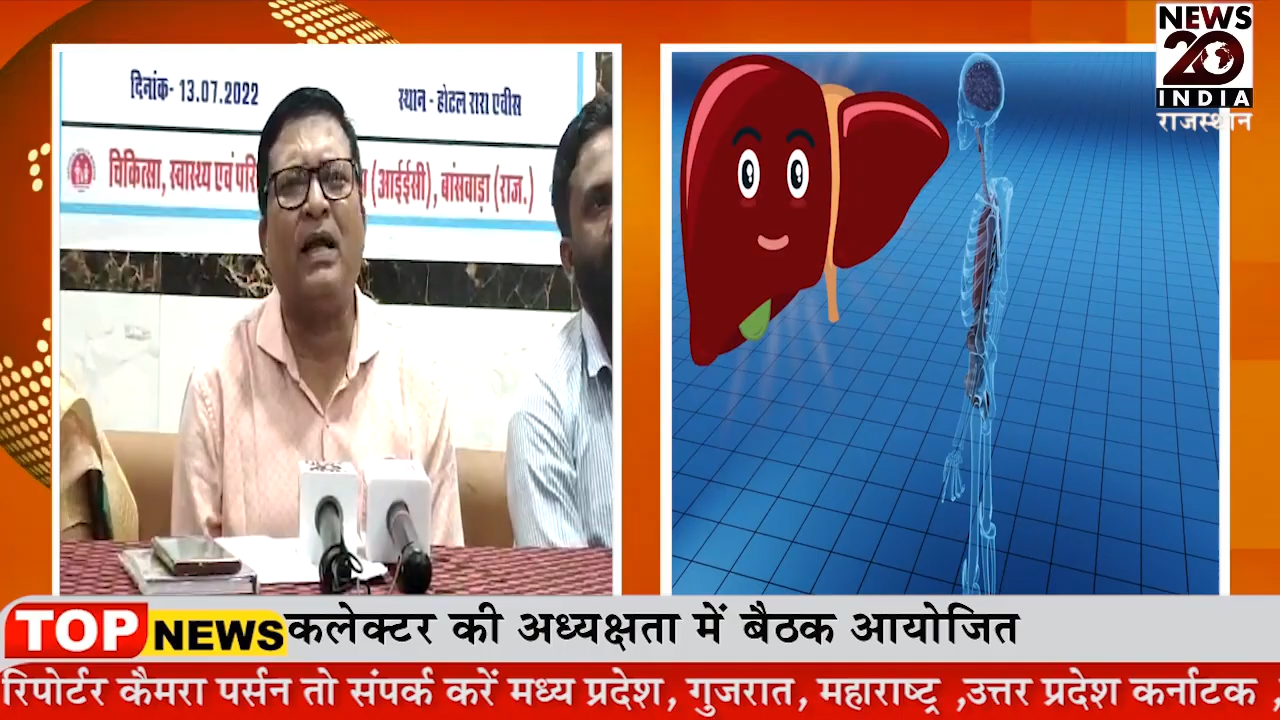 NEWS
20
INDIA
राजस्थान
दिनांक- 13.07.2022
स्थान - होटल रारा एवीस
चिकित्सा, स्वास्थ्य एवं (आईईसी), बांसवाड़ा (राज.)
TOP NEWS कलेक्टर की अध्यक्षता में बैठक आयोजित
रिपोर्टर कैमरा पर्सन तो संपर्क करें मध्य प्रदेश, गुजरात, महाराष्ट्र ,उत्तर प्रदेश कर्नाटक ,